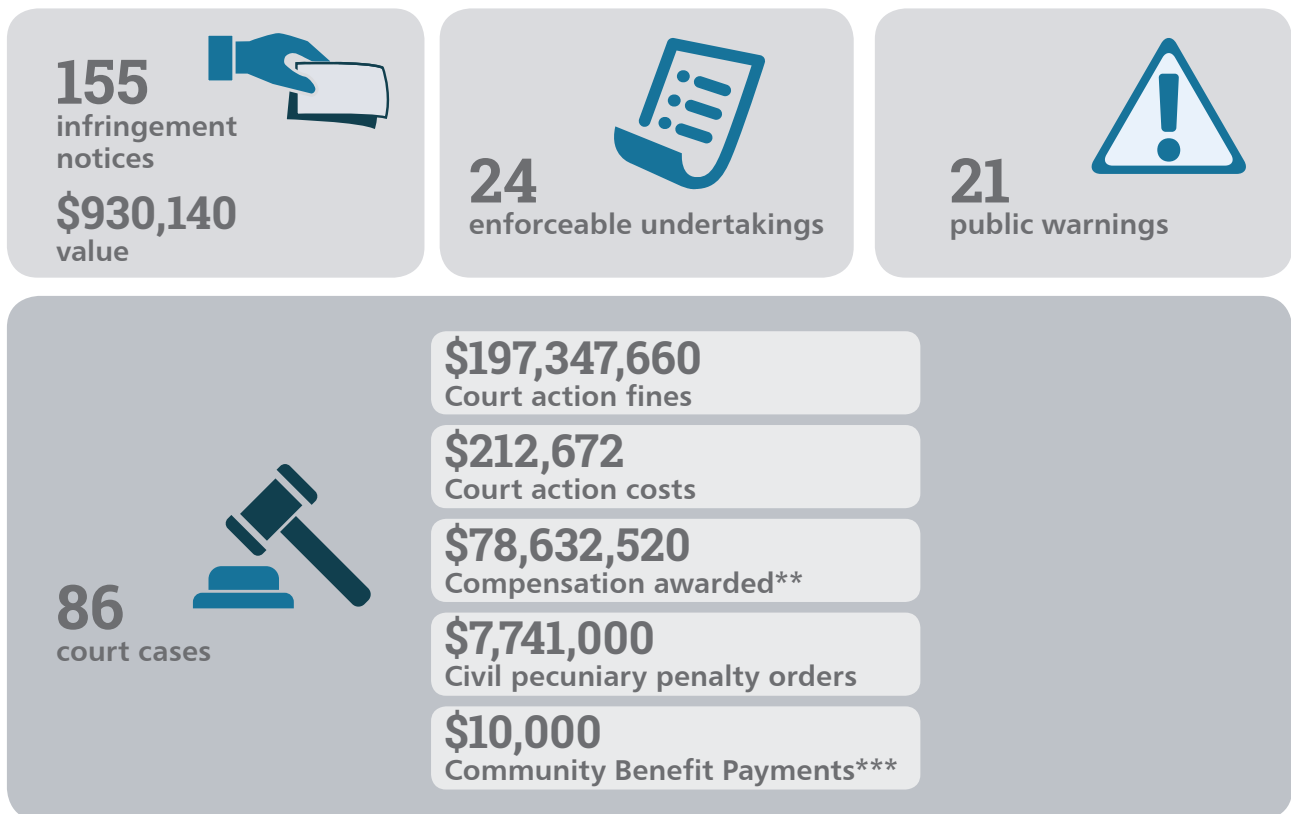 155
infringement
notices
$930,140
value
24
enforceable undertakings
21
public warnings
86
court cases
$197,347,660
Court action fines
$212,672
Court action costs
$78,632,520
Compensation awarded**
$7,741,000
Civil pecuniary penalty orders
$10,000
Community Benefit Payments***